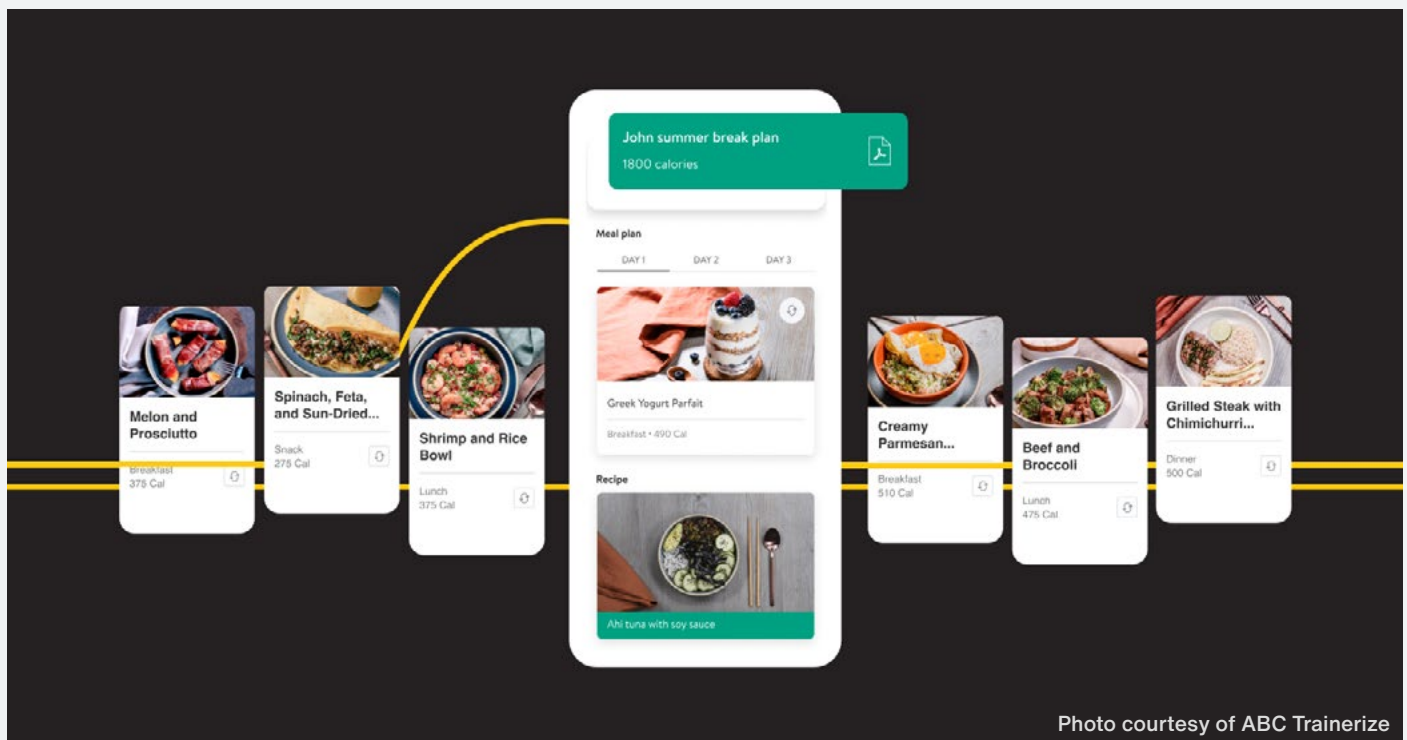 John summer break plan
1800 calories
Meal plan
DAY 1
DAY 2
DAY 3
Greek Yogurt Parfait
Breakfast • 490 Cal
Recipe
Ahi tuna with soy sauce
Melon and
Prosciutto
Breakfast
375 Cal
Spinach, Feta,
and Sun-Dried...
Snack
275 Cal
Shrimp and Rice
Bowl
Lunch
375 Cal
Creamy
Parmesan...
Breakfast
510 Cal
Beef and
Broccoli
Lunch
475 Cal
Grilled Steak with
Chimichurri...
Dinner
500 Cal
Photo courtesy of ABC Trainerize